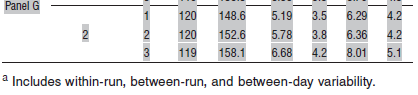 Panel G
1 120 148.6 5.19 3.5 6.29 4.2
2 2 120 152.6 5.78 3.8 6.36 4.2
3 119 158.1 6.68 4.2 8.01 5.1
a Includes within-run, between-run, and between-day variability.